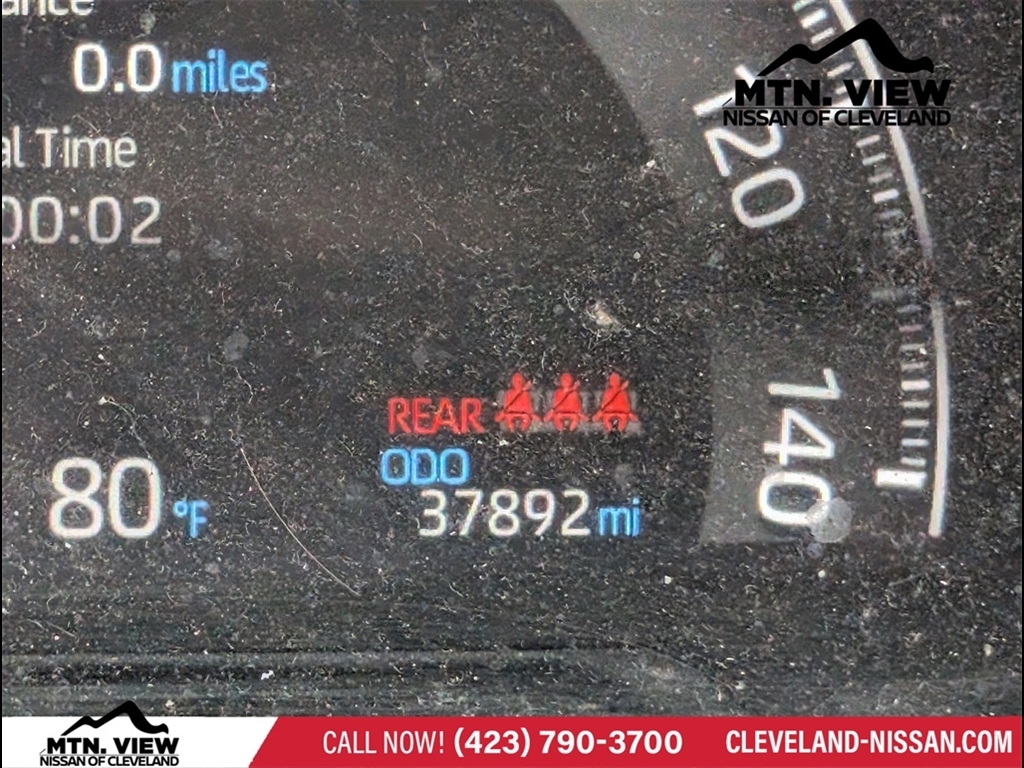 0.0 miles
Time
00:02
120
140
REAR
ODO
37892 mi
80 °F
MTN. VIEW
NISSAN OF CLEVELAND
MTN. VIEW
NISSAN OF CLEVELAND
CALL NOW! (423) 790-3700
CLEVELAND-NISSAN.COM